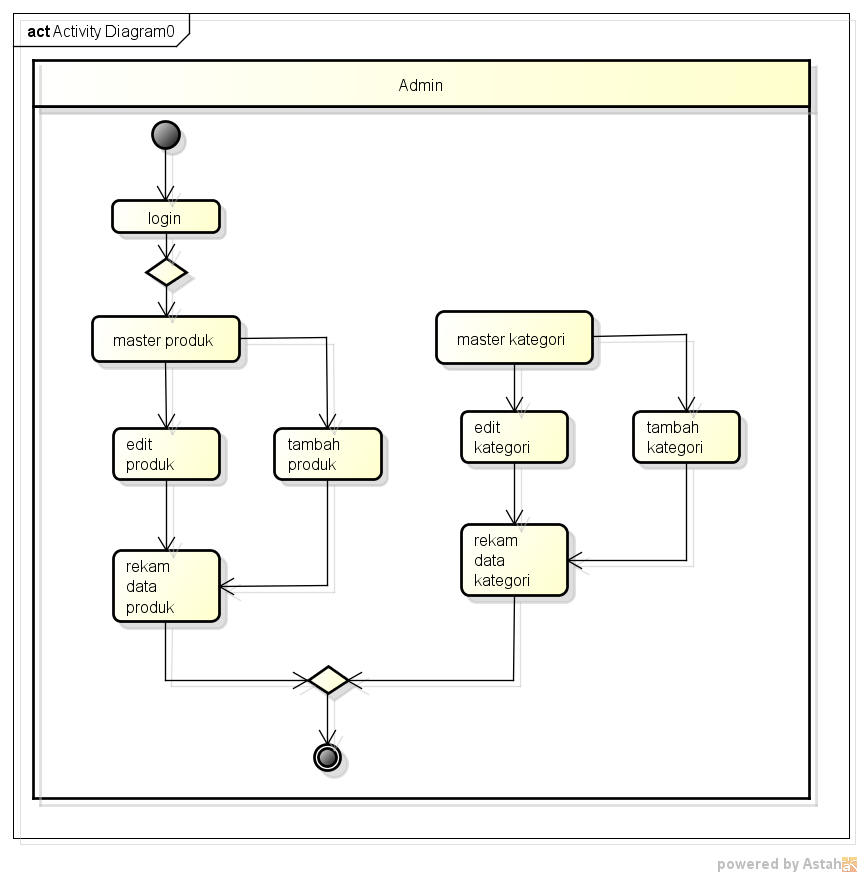 act Activity Diagram0
Admin
login
master produk
master kategori
edit
produk
tambah
produk
edit
kategori
tambah
kategori
rekam
data
produk
rekam
data
kategori
powered by Astah